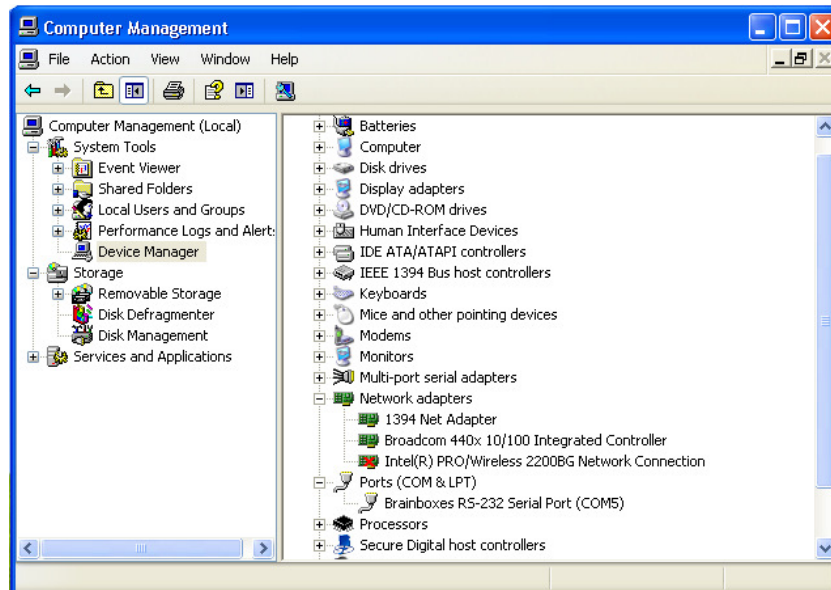 Computer Management
File Action View Window Help
Computer Management (Local)
System Tools
Event Viewer
Shared Folders
Local Users and Groups
Performance Logs and Alert:
Device Manager
Storage
Removable Storage
Disk Defragmenter
Disk Management
Services and Applications
Batteries
Computer
Disk drives
Display adapters
DVD/CD-ROM drives
Human Interface Devices
IDE ATA/ATAPI controllers
IEEE 1394 Bus host controllers
Keyboards
Mice and other pointing devices
Modems
Monitors
Multi-port serial adapters
Network adapters
1394 Net Adapter
Broadcom 440x 10/100 Integrated Controller
Intel(R) PRO/Wireless 2200BG Network Connection
Ports (COM & LPT)
Brainboxes RS-232 Serial Port (COM5)
Processors
Secure Digital host controllers